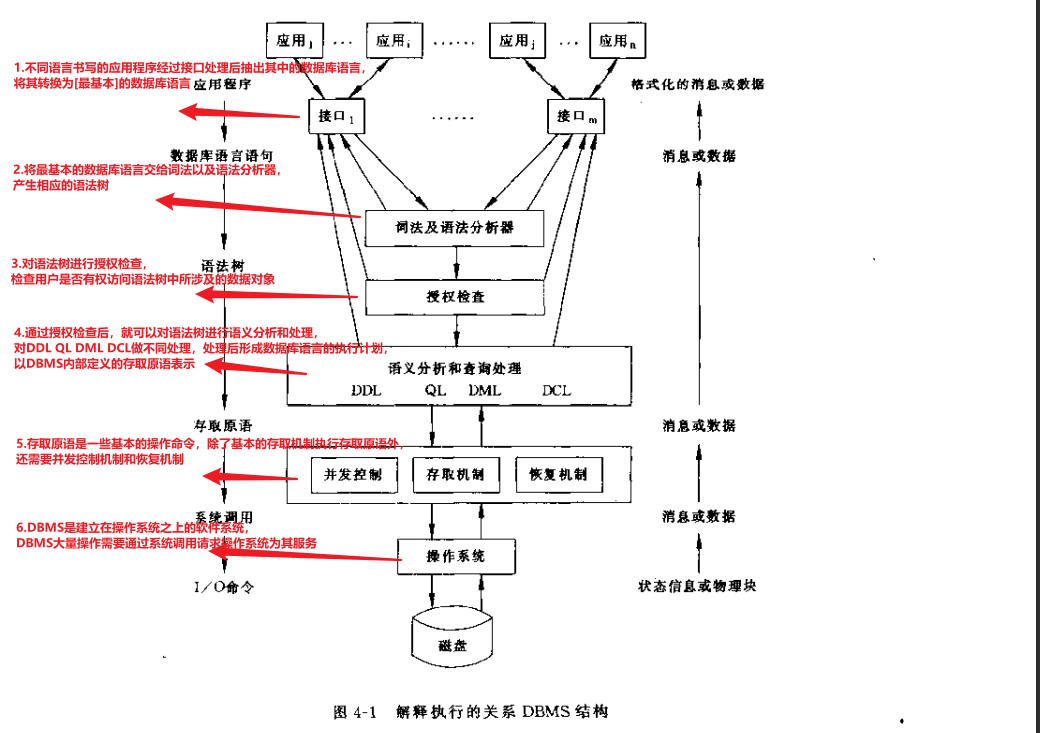 应用1 ... 应用i ...... 应用j ... 应用n
1.不同语言书写的应用程序经过接口处理后抽出其中的数据库语言，
将其转换为[最基本]的数据库语言
应用程序
格式化的消息或数据
接口1 ...... 接口m
数据库语言语句
消息或数据
2.将最基本的数据库语言交给词法以及语法分析器，
产生相应的语法树
词法及语法分析器
3.对语法树进行授权检查，
语法树
检查用户是否有权访问语法树中所涉及的数据对象
授权检查
4.通过授权检查后，就可以对语法树进行语义分析和处理，
对DDL QL DML DCL做不同处理，处理后形成数据库语言的执行计划，
以DBMS内部定义的存取原语表示
语义分析和查询处理
DDL QL DML DCL
存取原语
消息或数据
5.存取原语是一些基本的操作命令，除了基本的存取机制执行存取原语外，
还需要并发控制机制和恢复机制
并发控制 存取机制 恢复机制
系统调用
消息或数据
6.DBMS是建立在操作系统之上的软件系统，
DBMS大量操作需要通过系统调用请求操作系统为其服务
操作系统
I/O命令
状态信息或物理块
磁盘
图 4-1 解释执行的关系 DBMS 结构